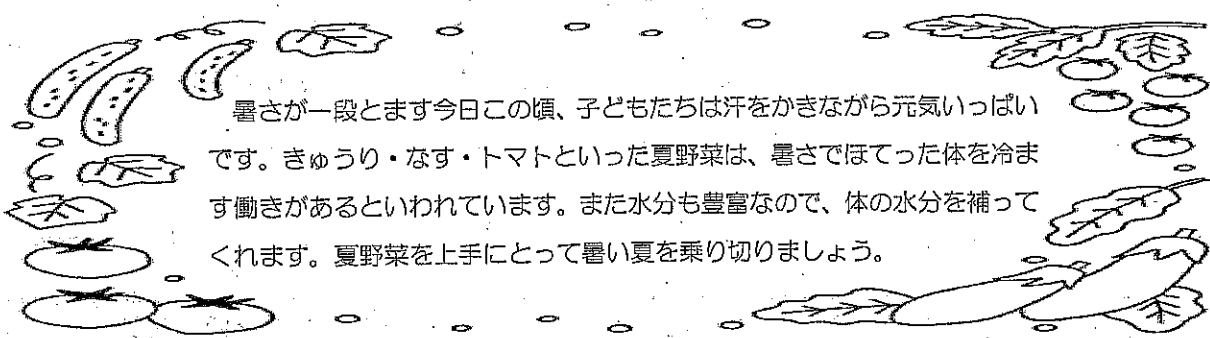 暑さが一段とます今日この頃、子どもたちは汗をかきながら元気いっぱい
です。きゅうり・なす・トマトといった夏野菜は、暑さでほてった体を冷ま
す働きがあるといわれています。また水分も豊富なので、体の水分を補って
くれます。夏野菜を上手にとって暑い夏を乗り切りましょう。